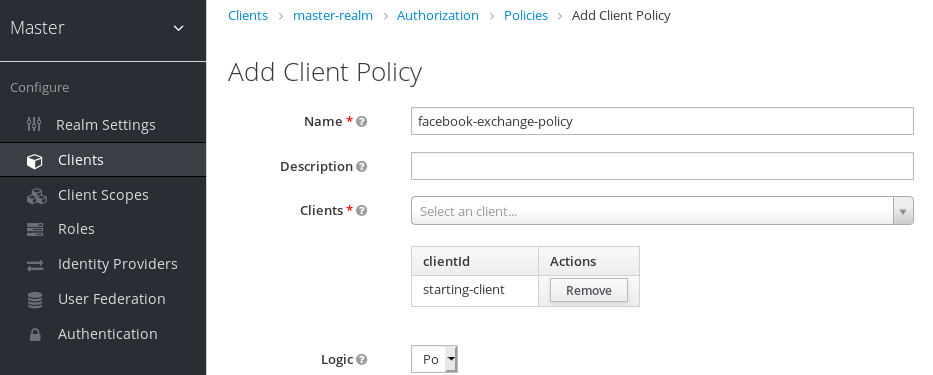 Master
Configure
Realm Settings
Clients
Client Scopes
Roles
Identity Providers
User Federation
Authentication
Clients > master-realm > Authorization > Policies > Add Client Policy
Add Client Policy
Name * facebook-exchange-policy
Description
Clients * Select an client...
clientId Actions
starting-client Remove
Logic Po